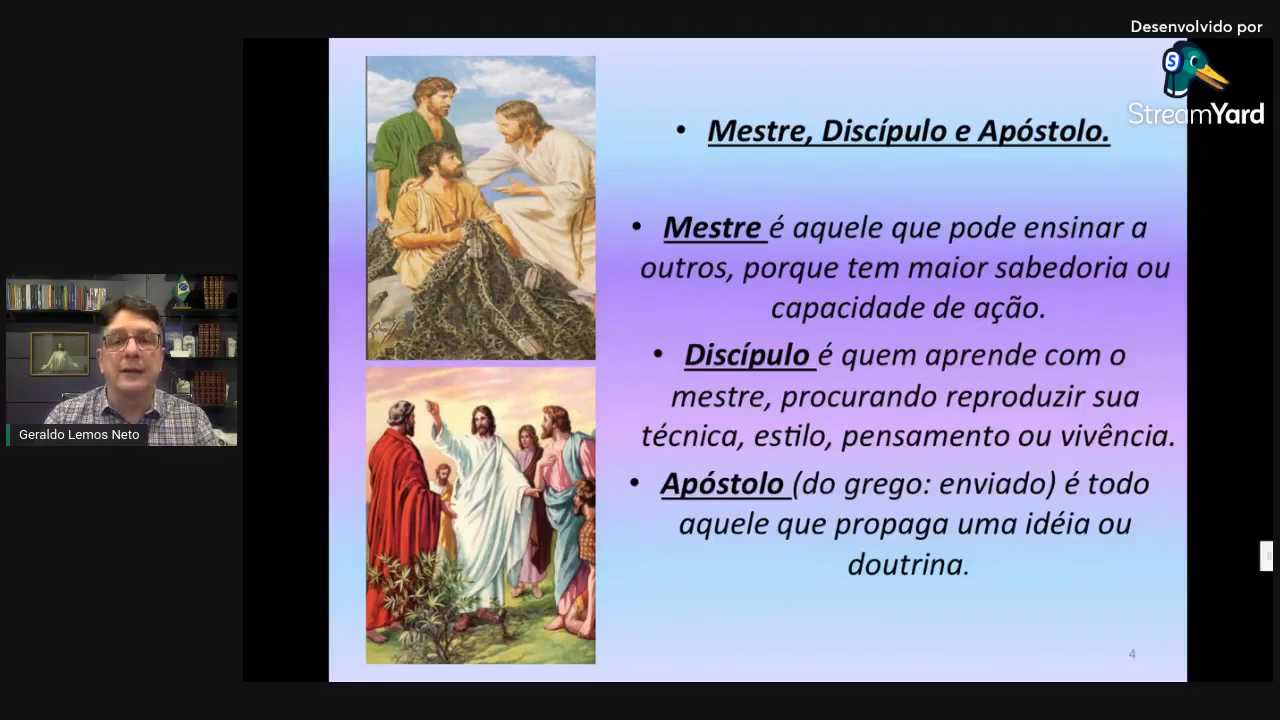 Desenvolvido por
StreamYard
Mestre, Discípulo e Apóstolo.
Mestre é aquele que pode ensinar a
outros, porque tem maior sabedoria ou
capacidade de ação.
Discípulo é quem aprende com o
mestre, procurando reproduzir sua
técnica, estilo, pensamento ou vivência.
Apóstolo (do grego: enviado) é todo
aquele que propaga uma idéia ou
doutrina.
4
Geraldo Lemos Neto